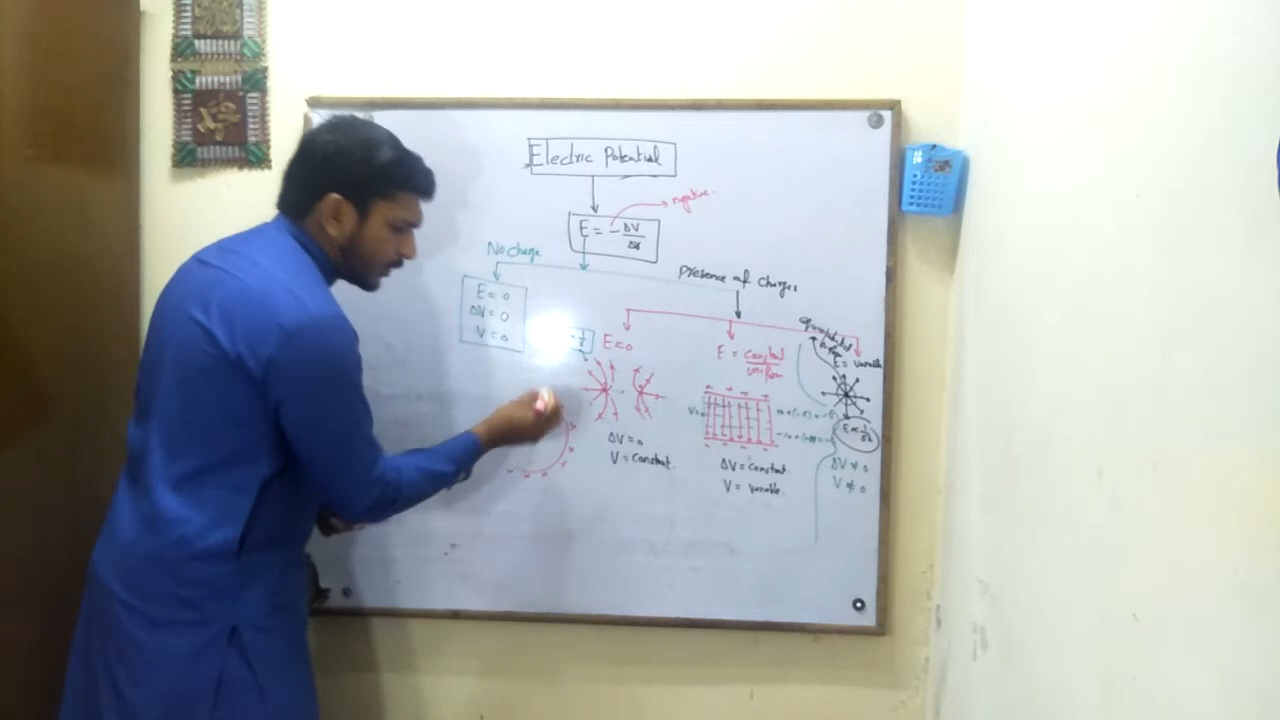 Electric Potential
negative.
E = - ΔV
No charge
Presence of Charges
E = 0
ΔV = 0
V = 0
E = 0
E = Constant
uniform
E = variable
ΔV = 0
V = Constant.
ΔV = Constant.
V = variable.
ΔV ≠ 0
V ≠ 0